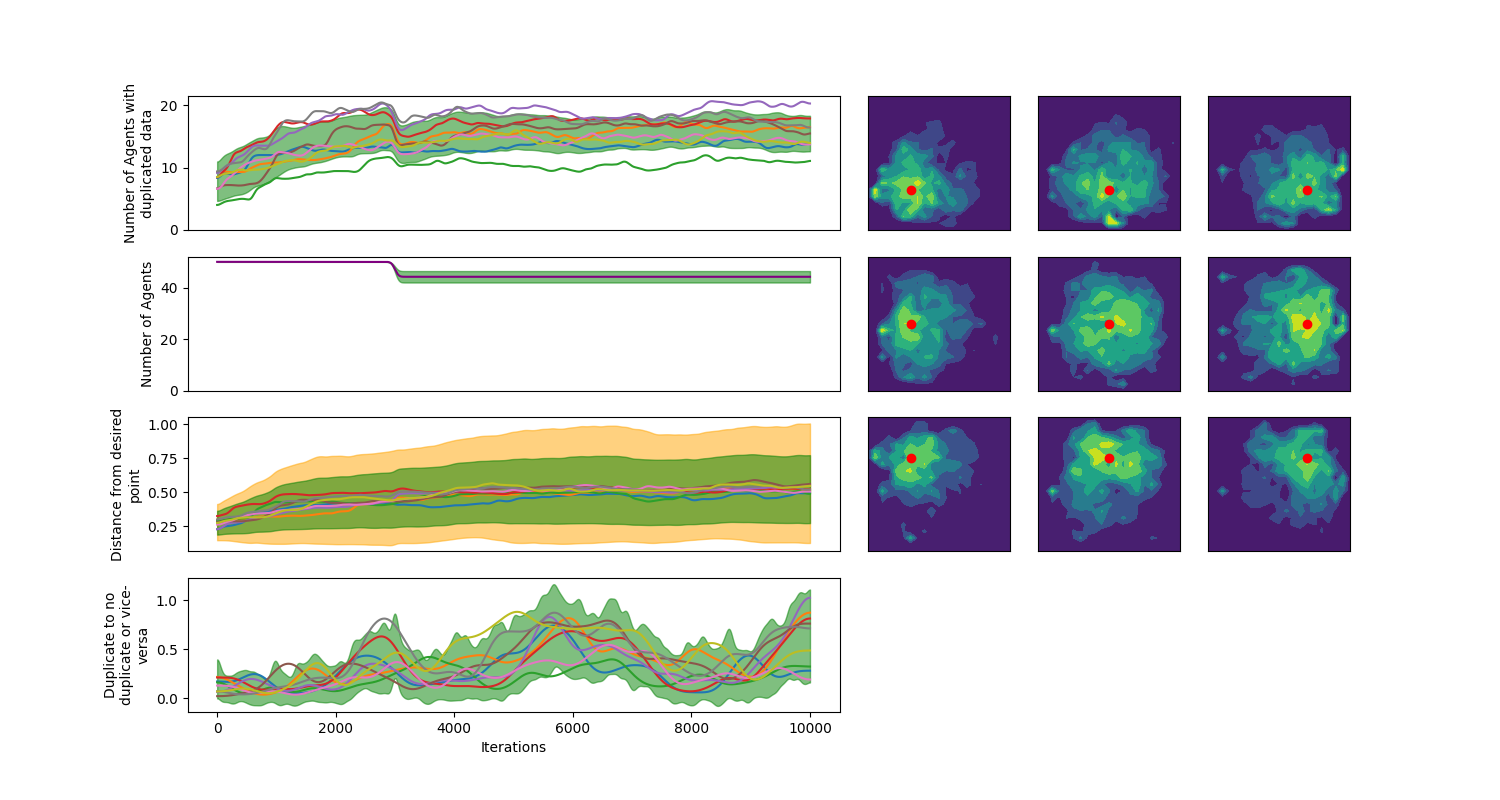 Number of Agents with
duplicated data
20
10
0
Number of Agents
40
20
0
Distance from desired
point
1.00
0.75
0.50
0.25
Duplicate to no
duplicate or vice-
versa
1.0
0.5
0.0
0 2000 4000 6000 8000 10000
Iterations